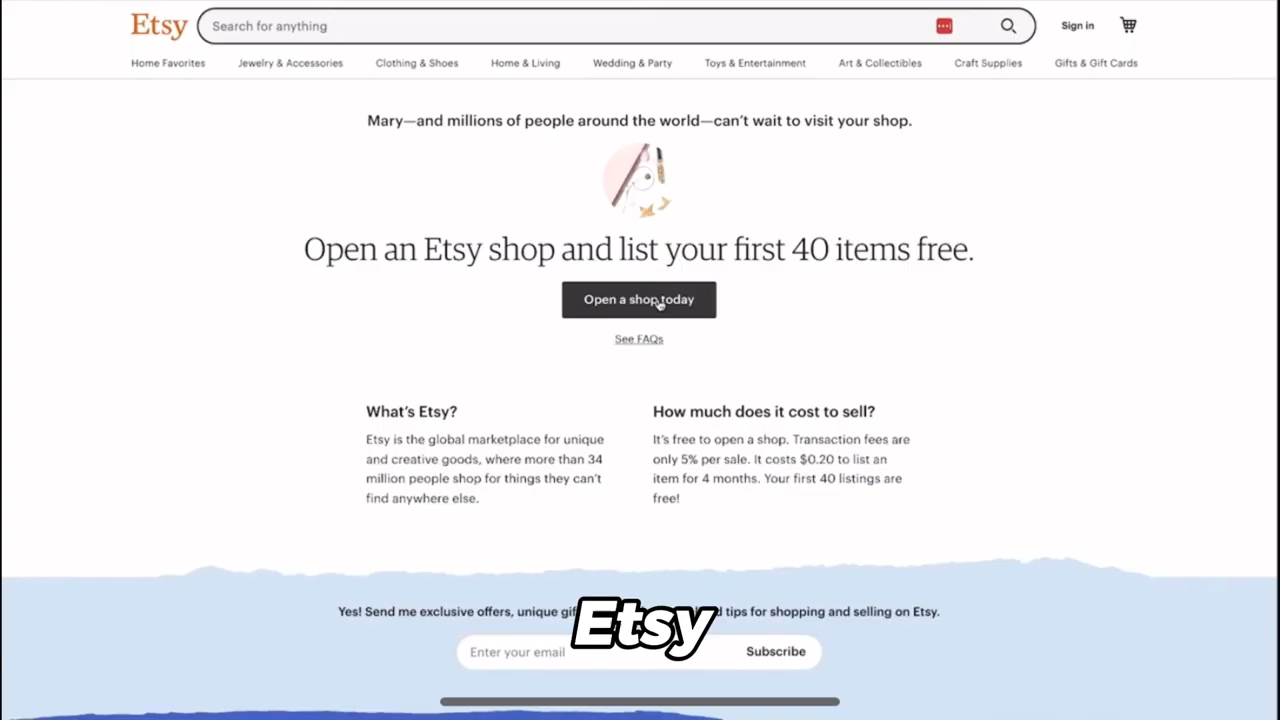 Etsy
Search for anything
Sign in
Home Favorites
Jewelry & Accessories
Clothing & Shoes
Home & Living
Wedding & Party
Toys & Entertainment
Art & Collectibles
Craft Supplies
Gifts & Gift Cards
Mary—and millions of people around the world—can't wait to visit your shop.
Open an Etsy shop and list your first 40 items free.
Open a shop today
See FAQs
What's Etsy?
Etsy is the global marketplace for unique
and creative goods, where more than 34
million people shop for things they can't
find anywhere else.
How much does it cost to sell?
It's free to open a shop. Transaction fees are
only 5% per sale. It costs $0.20 to list an
item for 4 months. Your first 40 listings are
free!
Yes! Send me exclusive offers, unique tips for shopping and selling on Etsy.
Etsy
Enter your email
Subscribe